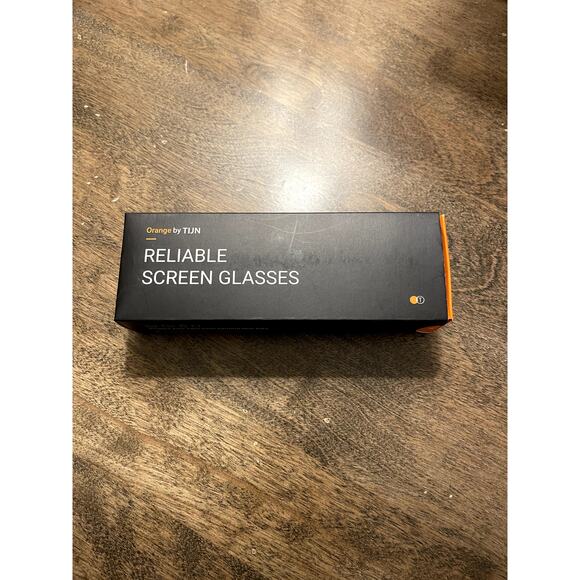 Orange by TIJN
RELIABLE
SCREEN GLASSES